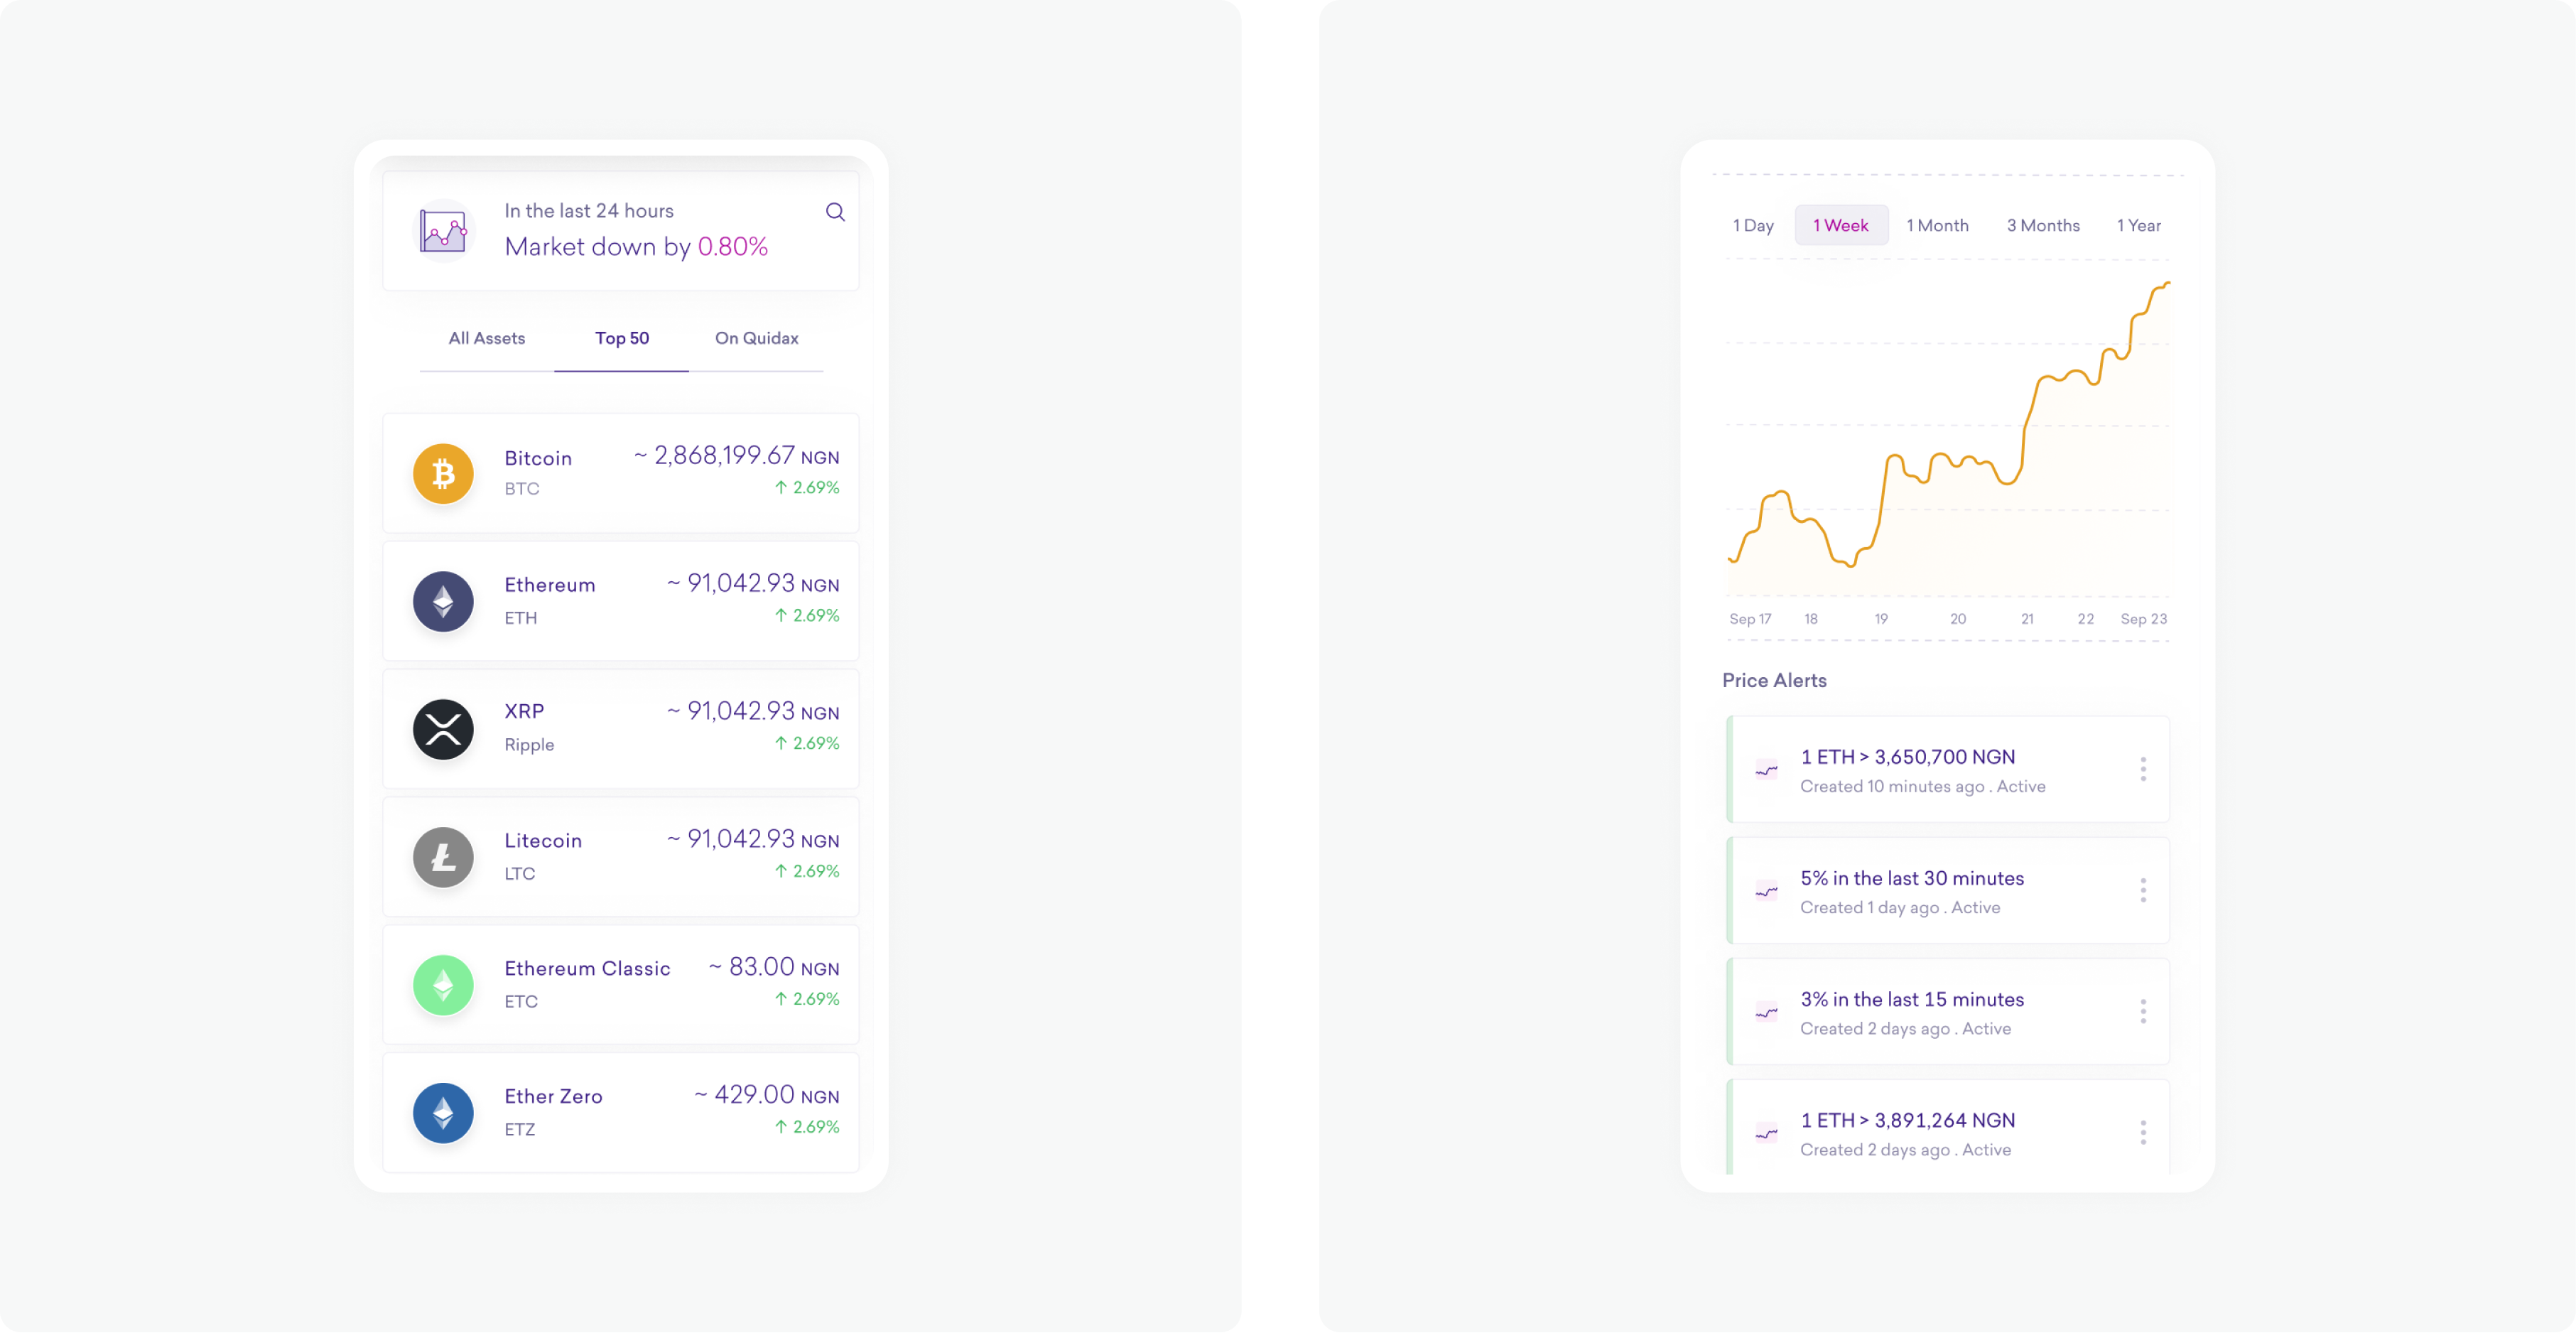 In the last 24 hours
Market down by 0.80%
All Assets Top 50 On Quidax
Bitcoin ~ 2,868,199.67 NGN
BTC ↑ 2.69%
Ethereum ~ 91,042.93 NGN
ETH ↑ 2.69%
XRP ~ 91,042.93 NGN
Ripple ↑ 2.69%
Litecoin ~ 91,042.93 NGN
LTC ↑ 2.69%
Ethereum Classic ~ 83.00 NGN
ETC ↑ 2.69%
Ether Zero ~ 429.00 NGN
ETZ ↑ 2.69%
1 Day 1 Week 1 Month 3 Months 1 Year
Sep 17 18 19 20 21 22 Sep 23
Price Alerts
1 ETH > 3,650,700 NGN
Created 10 minutes ago . Active
5% in the last 30 minutes
Created 1 day ago . Active
3% in the last 15 minutes
Created 2 days ago . Active
1 ETH > 3,891,264 NGN
Created 2 days ago . Active